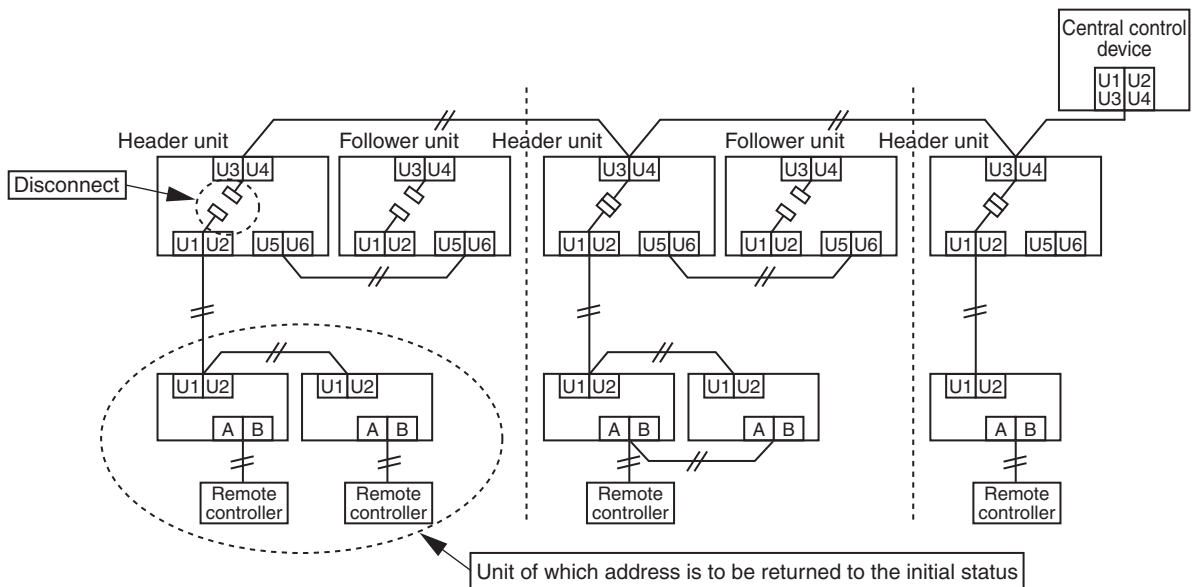 Central control
device
U1 U2
U3 U4
Header unit
Follower unit
Header unit
Follower unit
Header unit
U3 U4
U3 U4
U3 U4
U3 U4
U3 U4
Disconnect
U1 U2
U5 U6
U1 U2
U5 U6
U1 U2
U5 U6
U1 U2
U5 U6
U1 U2
U5 U6
U1 U2
U1 U2
U1 U2
U1 U2
U1 U2
A B
A B
A B
A B
A B
Remote
controller
Remote
controller
Remote
controller
Remote
controller
Unit of which address is to be returned to the initial status